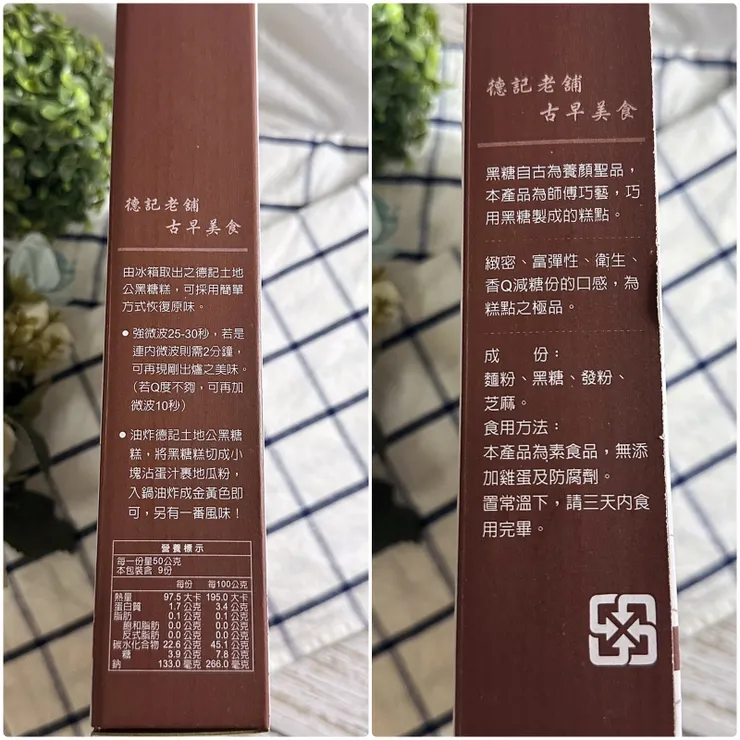 德記老舖
古早美食
由冰箱取出之德記土地
公黑糖糕，可採用簡單
方式恢復原味。
● 強微波25-30秒，若是
連內微波則需2分鐘，
可再現剛出爐之美味。
（若Q度不夠，可再加
微波10秒）
● 油炸德記土地公黑糖
糕，將黑糖糕切成小
塊沾蛋汁裹地瓜粉，
入鍋油炸成金黃色即
可，另有一番風味！
營養標示
每一份量50公克
本包裝含 9份
每份 每100公克
熱量 97.5 大卡 195.0 大卡
蛋白質 1.7 公克 3.4 公克
脂肪 0.1 公克 0.1 公克
飽和脂肪 0.0 公克 0.0 公克
反式脂肪 0.0 公克 0.0 公克
碳水化合物 22.6 公克 45.1 公克
糖 3.9 公克 7.8 公克
鈉 133.0 毫克 266.0 毫克
德記老舖
古早美食
黑糖自古為養顏聖品，
本產品為師傅巧藝，巧
用黑糖製成的糕點。
緻密、富彈性、衛生、
香Q減糖份的口感，為
糕點之極品。
成　份：
麵粉、黑糖、發粉、
芝麻。
食用方法：
本產品為素食品，無添
加雞蛋及防腐劑。
置常溫下，請三天內食
用完畢。